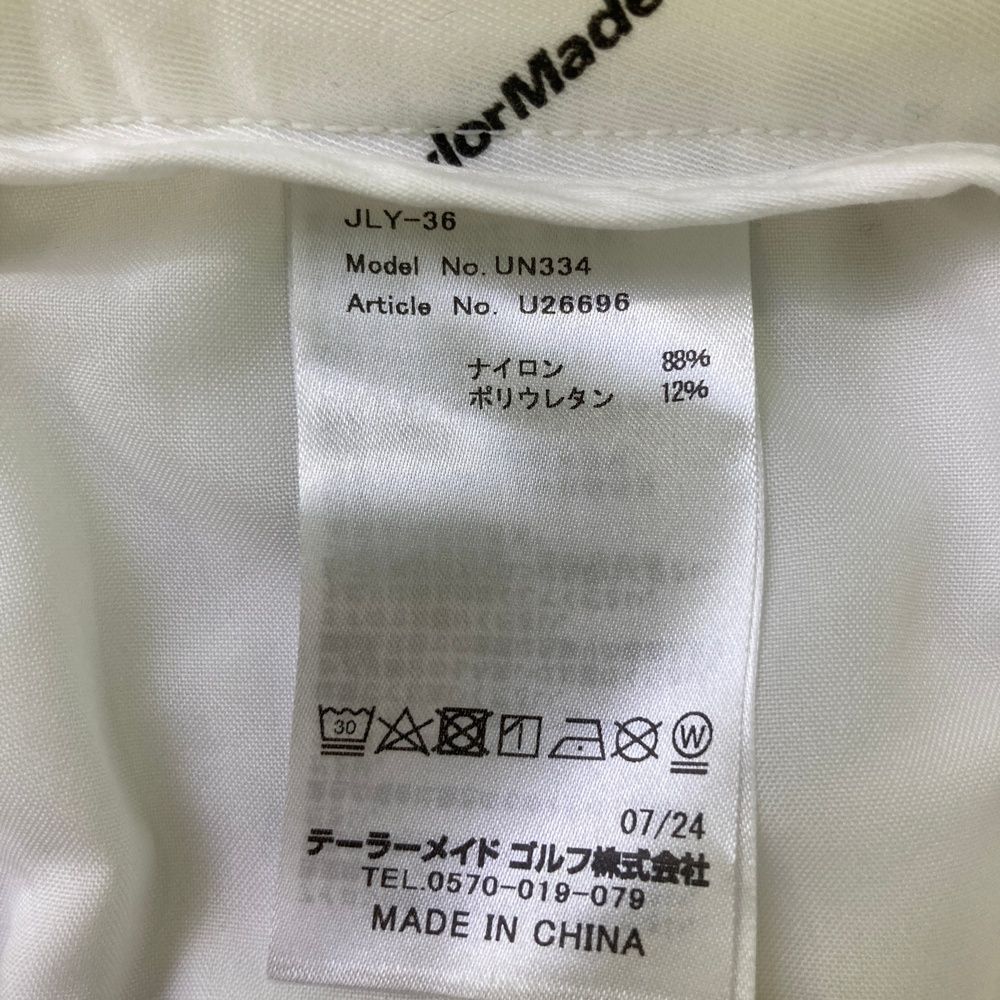 lorMade
JLY-36
Model No. UN334
Article No. U26696
ナイロン 88%
ポリウレタン 12%
30
W
07/24
テーラーメイド ゴルフ株式会社
TEL.0570-019-079
MADE IN CHINA